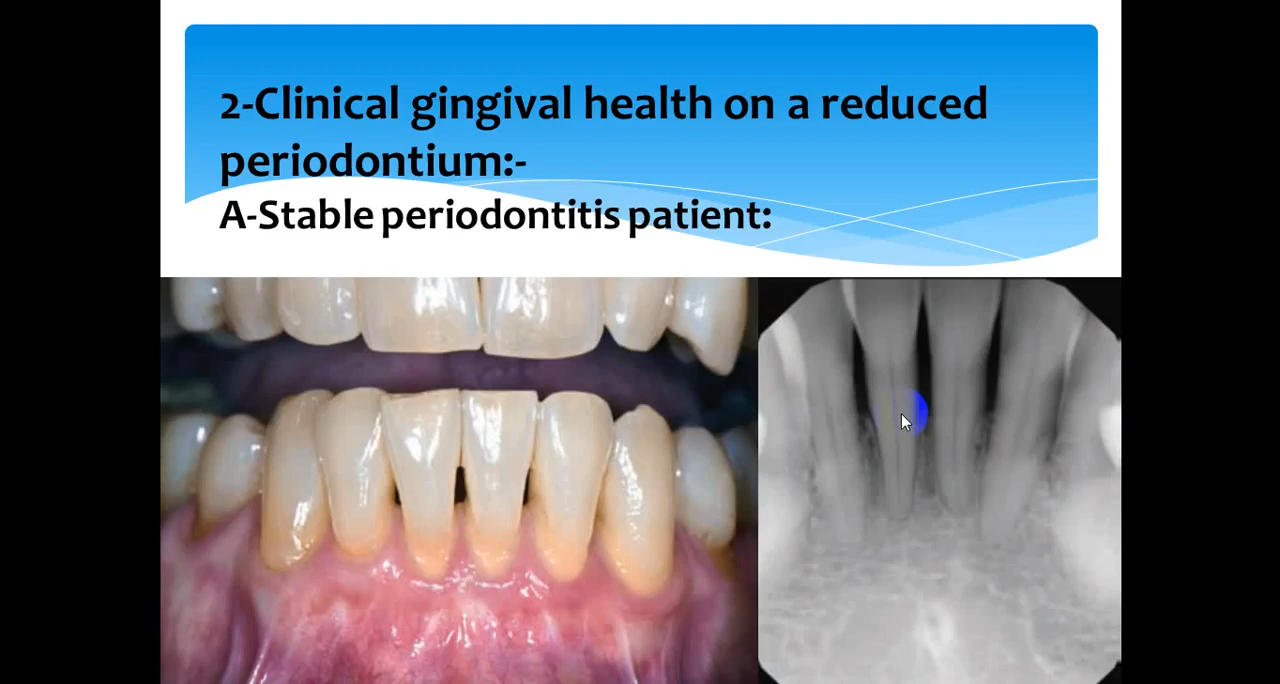 2-Clinical gingival health on a reduced
periodontium:-
A-Stable periodontitis patient: